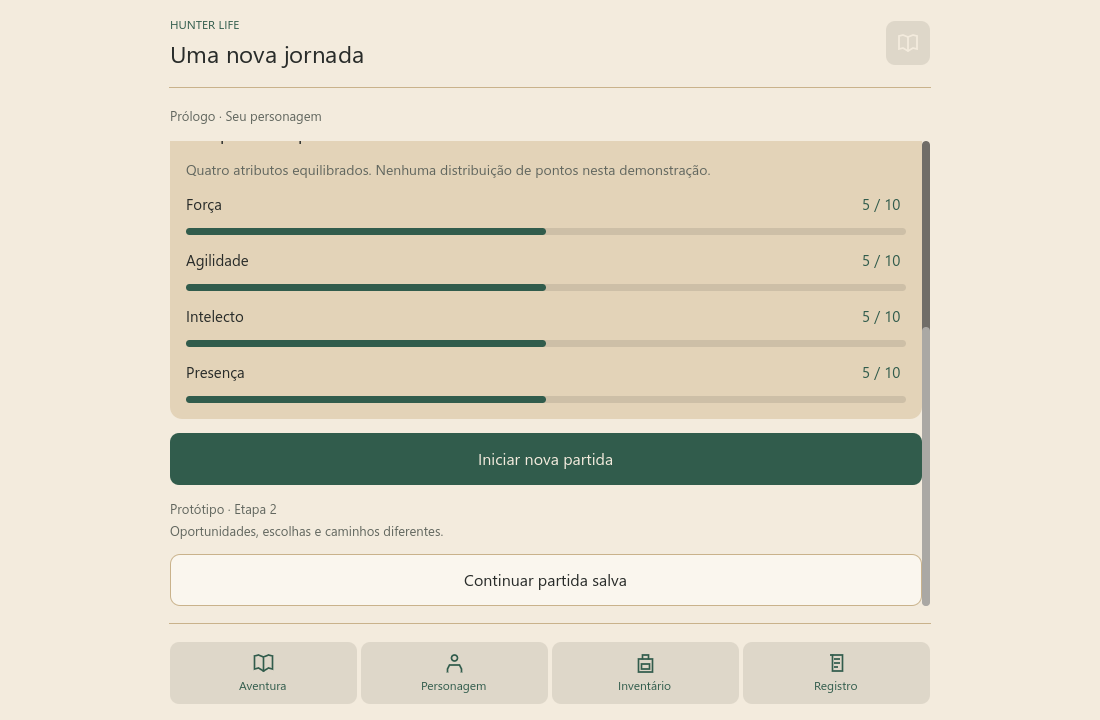 HUNTER LIFE
Uma nova jornada
Prólogo · Seu personagem
Quatro atributos equilibrados. Nenhuma distribuição de pontos nesta demonstração.
Força 5 / 10
Agilidade 5 / 10
Intelecto 5 / 10
Presença 5 / 10
Iniciar nova partida
Protótipo · Etapa 2
Oportunidades, escolhas e caminhos diferentes.
Continuar partida salva
Aventura Personagem Inventário Registro